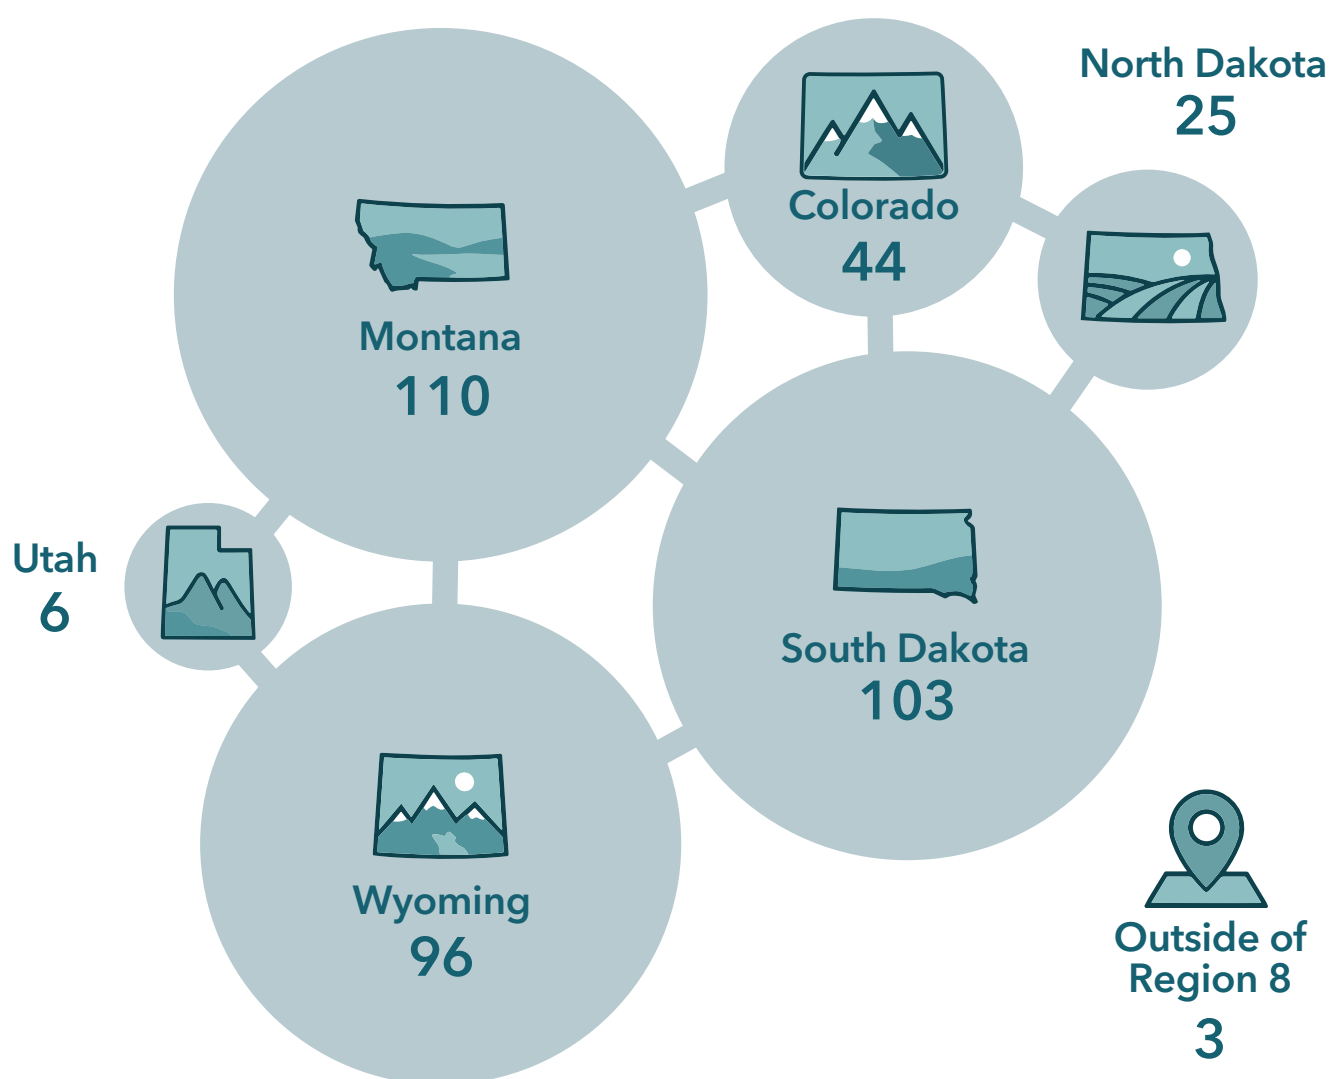 North Dakota
25
Colorado
44
Montana
110
Utah
6
South Dakota
103
Wyoming
96
Outside of
Region 8
3